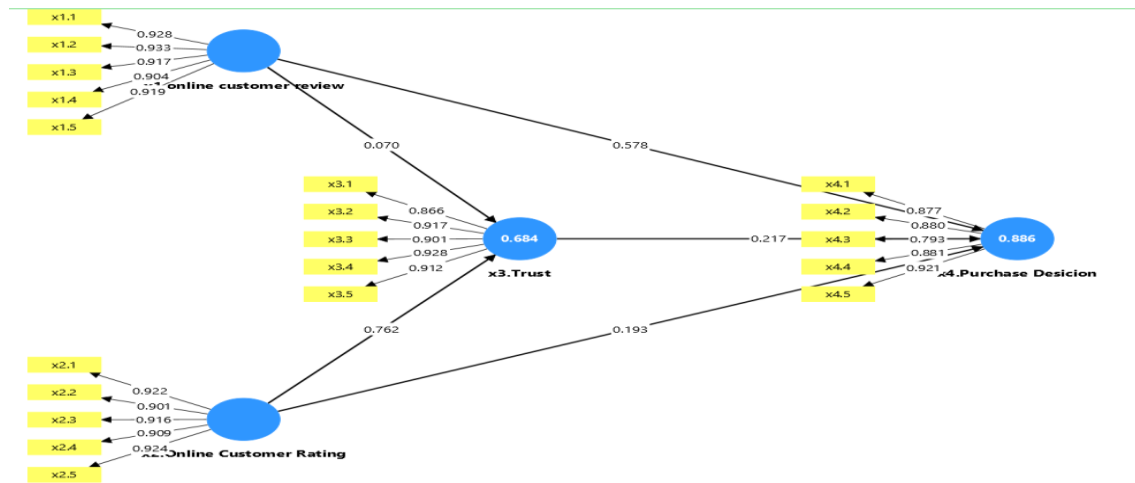 x1.1
x1.2
x1.3
x1.4
x1.5
0.928
0.933
0.917
0.904
0.919
online customer review
0.070
0.578
x3.1
x3.2
x3.3
x3.4
x3.5
0.866
0.917
0.901
0.928
0.912
0.684
x3.Trust
0.217
x4.1
x4.2
x4.3
x4.4
x4.5
0.877
0.880
0.793
0.881
0.921
0.886
x4.Purchase Desicion
0.762
0.193
x2.1
x2.2
x2.3
x2.4
x2.5
0.922
0.901
0.916
0.909
0.924
x2.Online Customer Rating